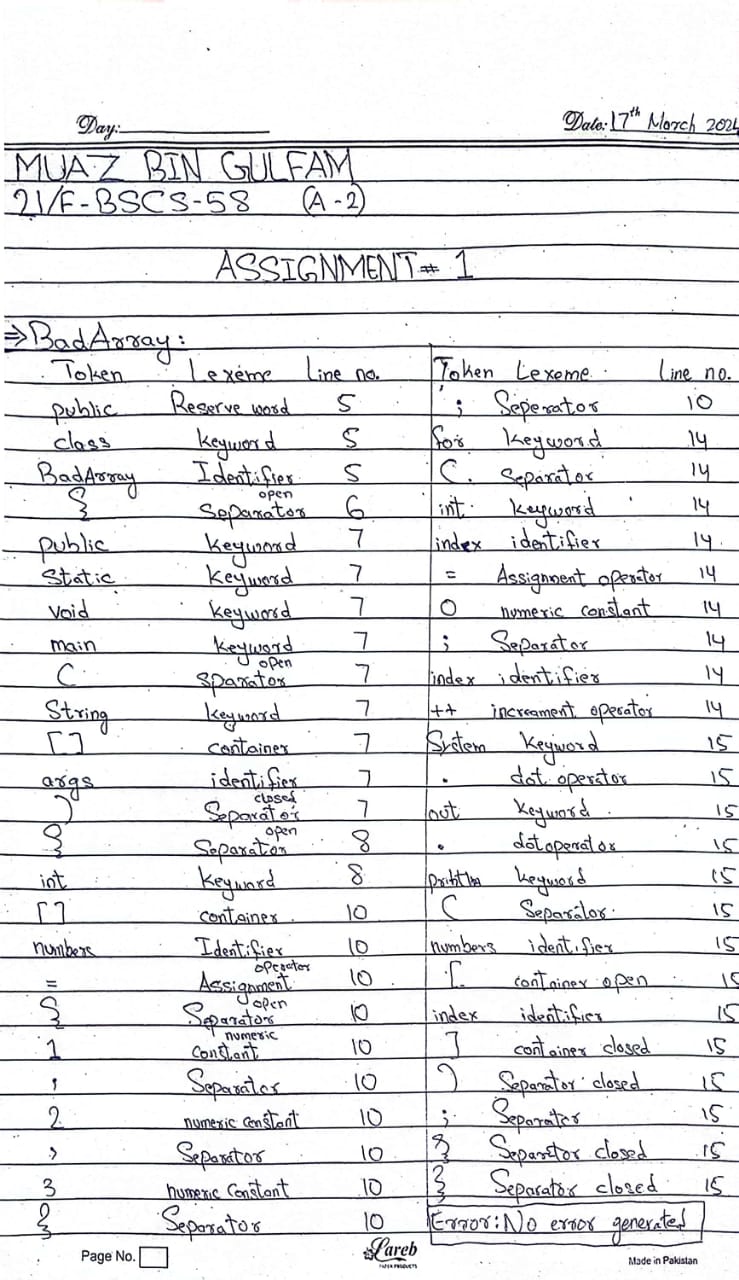 Day: Date: 17th March 2024
MUAZ BIN GULFAM
21/F-BSCS-58 (A-2)
ASSIGNMENT # 1
⇒ BadArray:
Token Lexeme Line no.
public Reserve word 5
class keyword 5
BadArray Identifier 5
{ Separator open 6
public keyword 7
static keyword 7
void keyword 7
main keyword 7
( Sparator open 7
String keyword 7
[] container 7
args identifier 7
) Separator closed 7
{ Separator open 8
int keyword 8
[] container 10
numbers Identifier 10
= Assignment operator 10
{ Separator open 10
1 numeric constant 10
, Separator 10
2 numeric constant 10
, Separator 10
3 numeric constant 10
} Separator 10
Token Lexeme Line no.
; Seperator 10
for keyword 14
( Separator 14
int keyword 14
index identifier 14
= Assignment operator 14
0 numeric constant 14
; Separator 14
index identifier 14
++ increament operator 14
System keyword 15
. dot operator 15
out keyword 15
. dot operator 15
println keyword 15
( Separator 15
numbers identifier 15
[ container open 15
index identifier 15
] container closed 15
) Separator closed 15
; Separator 15
} Separator closed 15
} Separator closed 15
Error: No error generated
Page No. Lareb PAPER PRODUCTS Made in Pakistan